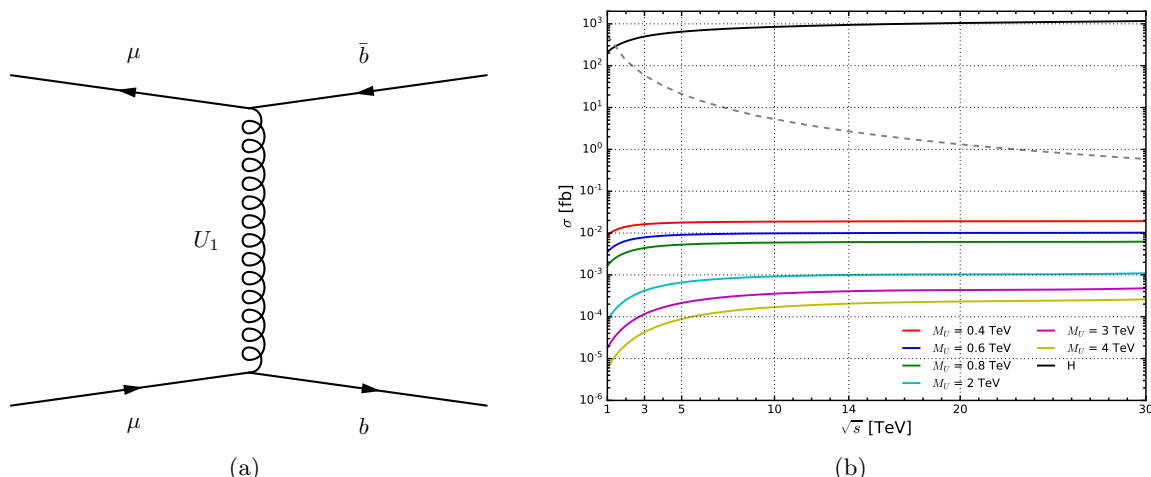 μ
b̄
U₁
μ
b
(a)
10³
10²
10¹
10⁰
10⁻¹
10⁻²
10⁻³
10⁻⁴
10⁻⁵
10⁻⁶
σ [fb]
M_U = 0.4 TeV
M_U = 0.6 TeV
M_U = 0.8 TeV
M_U = 2 TeV
M_U = 3 TeV
M_U = 4 TeV
H
1 3 5 10 14 20 30
√s [TeV]
(b)